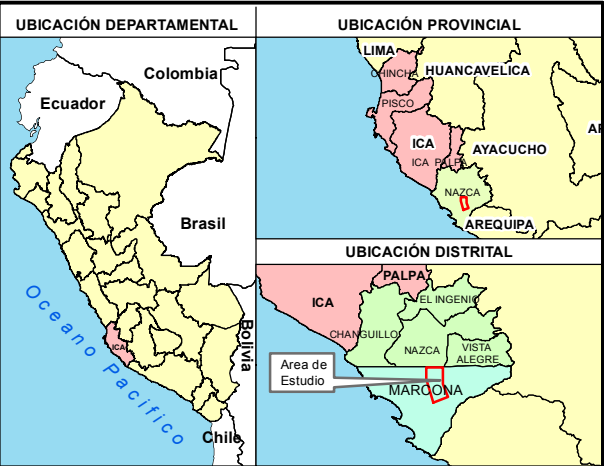 UBICACIÓN DEPARTAMENTAL
Colombia
Ecuador
Brasil
Oceano Pacifico
ICA
Bolivia
Chile
UBICACIÓN PROVINCIAL
LIMA
CHINCHA
HUANCAVELICA
PISCO
ICA
ICA
PALPA
AYACUCHO
NAZCA
AREQUIPA
UBICACIÓN DISTRITAL
PALPA
ICA
EL INGENIO
CHANGUILLO
NAZCA
VISTA
ALEGRE
Area de
Estudio
MARCONA